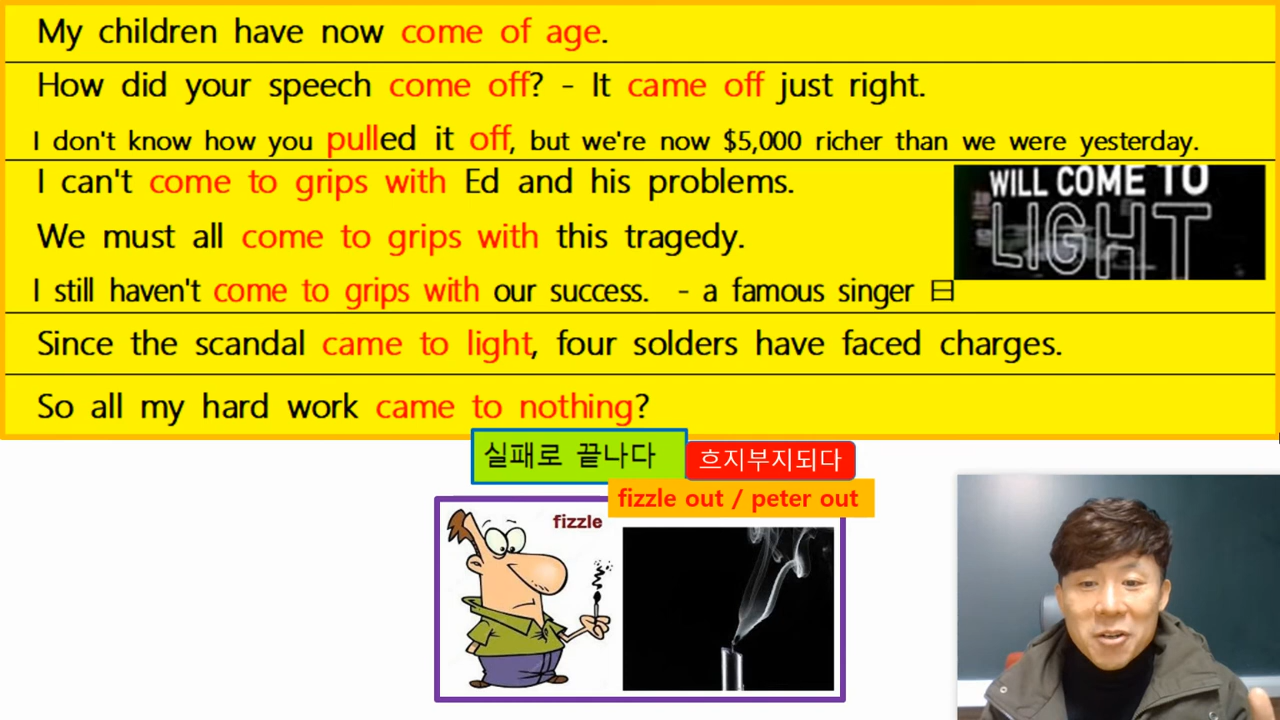 My children have now come of age.
How did your speech come off? - It came off just right.
I don't know how you pulled it off, but we're now $5,000 richer than we were yesterday.
I can't come to grips with Ed and his problems.
WILL COME TO
LIGHT
We must all come to grips with this tragedy.
I still haven't come to grips with our success. - a famous singer 曰
Since the scandal came to light, four solders have faced charges.
So all my hard work came to nothing?
실패로 끝나다
흐지부지되다
fizzle out / peter out
fizzle